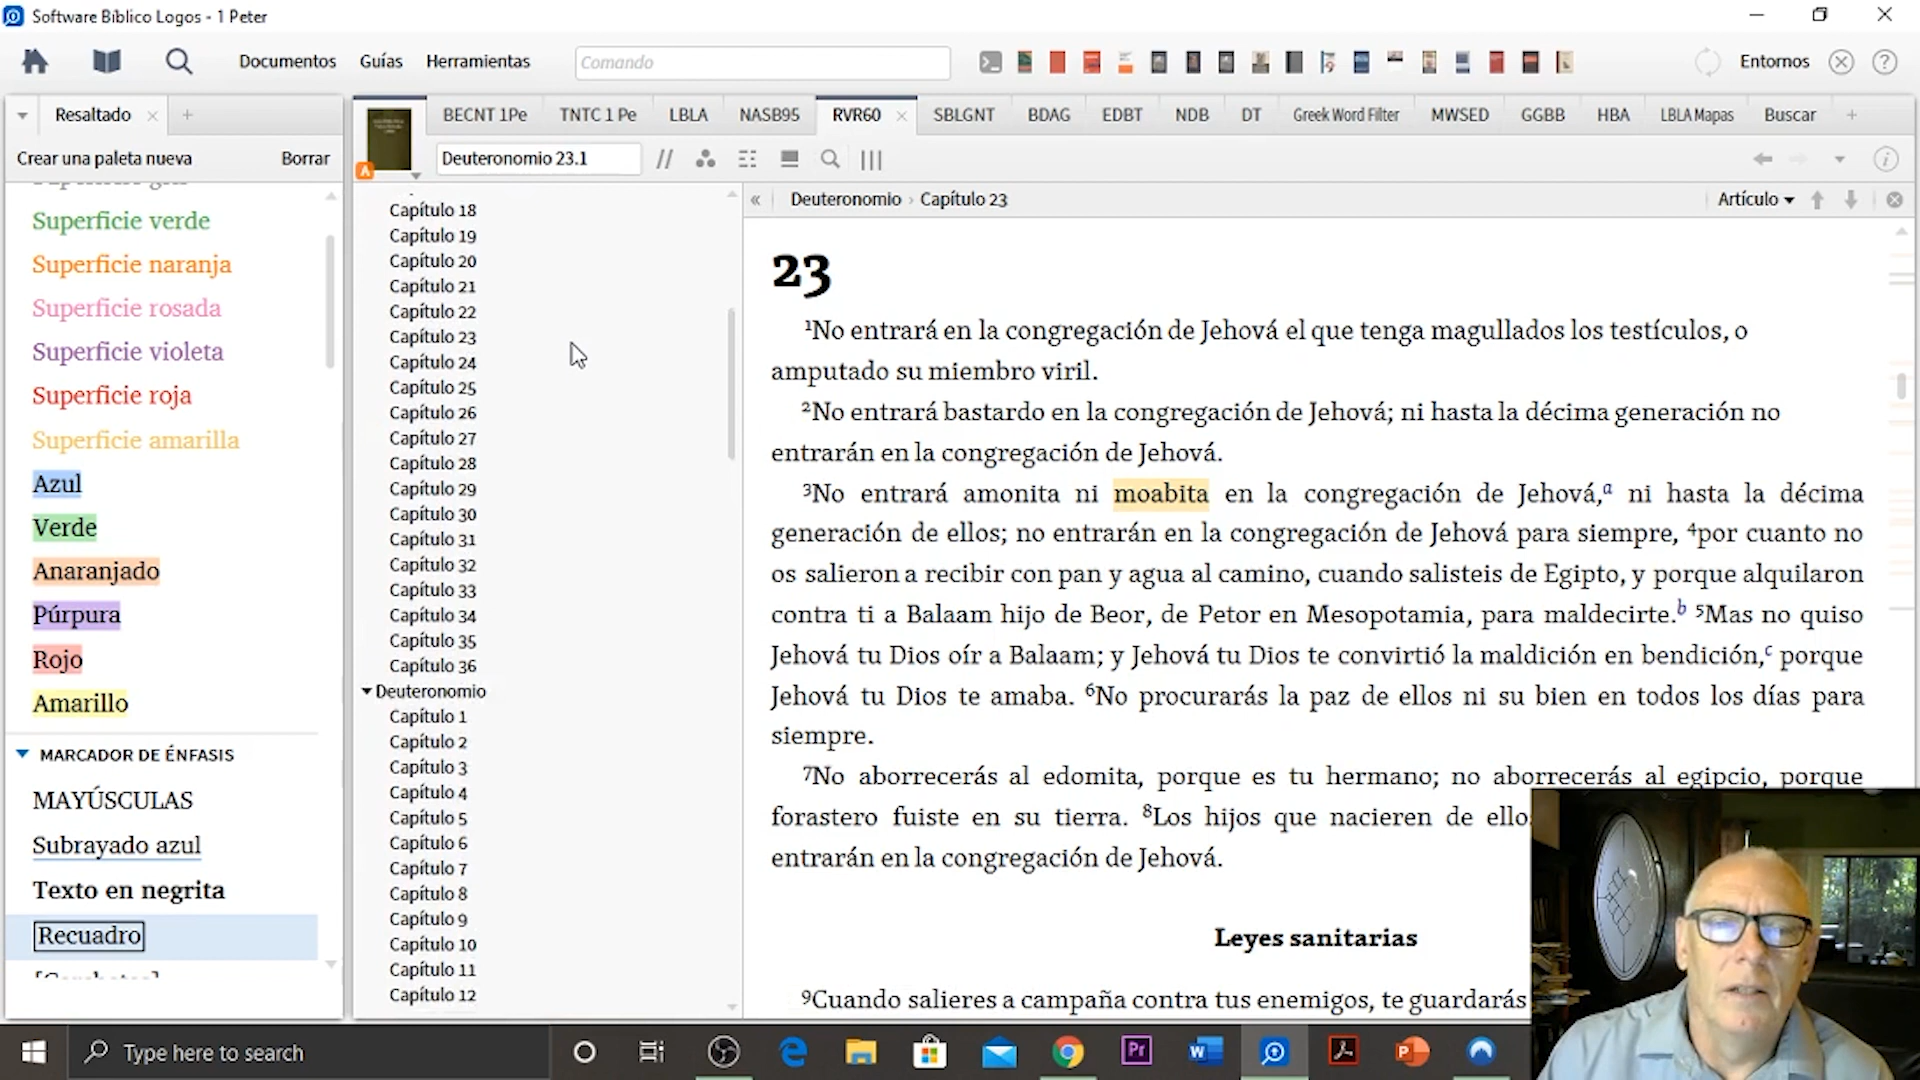 Software Bíblico Logos - 1 Peter
Documentos Guías Herramientas Comando Entornos
Resaltado
BECNT 1Pe TNTC 1 Pe LBLA NASB95 RVR60 SBLGNT BDAG EDBT NDB DT Greek Word Filter MWSED GGBB HBA LBLA Mapas Buscar
Crear una paleta nueva Borrar
Deuteronomio 23.1
Deuteronomio › Capítulo 23 Artículo
Superficie verde
Superficie naranja
Superficie rosada
Superficie violeta
Superficie roja
Superficie amarilla
Azul
Verde
Anaranjado
Púrpura
Rojo
Amarillo
MARCADOR DE ÉNFASIS
MAYÚSCULAS
Subrayado azul
Texto en negrita
Recuadro
Capítulo 18
Capítulo 19
Capítulo 20
Capítulo 21
Capítulo 22
Capítulo 23
Capítulo 24
Capítulo 25
Capítulo 26
Capítulo 27
Capítulo 28
Capítulo 29
Capítulo 30
Capítulo 31
Capítulo 32
Capítulo 33
Capítulo 34
Capítulo 35
Capítulo 36
Deuteronomio
Capítulo 1
Capítulo 2
Capítulo 3
Capítulo 4
Capítulo 5
Capítulo 6
Capítulo 7
Capítulo 8
Capítulo 9
Capítulo 10
Capítulo 11
Capítulo 12
23
1No entrará en la congregación de Jehová el que tenga magullados los testículos, o
amputado su miembro viril.
2No entrará bastardo en la congregación de Jehová; ni hasta la décima generación no
entrarán en la congregación de Jehová.
3No entrará amonita ni moabita en la congregación de Jehová,a ni hasta la décima
generación de ellos; no entrarán en la congregación de Jehová para siempre, 4por cuanto no
os salieron a recibir con pan y agua al camino, cuando salisteis de Egipto, y porque alquilaron
contra ti a Balaam hijo de Beor, de Petor en Mesopotamia, para maldecirte.b 5Mas no quiso
Jehová tu Dios oír a Balaam; y Jehová tu Dios te convirtió la maldición en bendición,c porque
Jehová tu Dios te amaba. 6No procurarás la paz de ellos ni su bien en todos los días para
siempre.
7No aborrecerás al edomita, porque es tu hermano; no aborrecerás al egipcio, porque
forastero fuiste en su tierra. 8Los hijos que nacieren de ello
entrarán en la congregación de Jehová.
Leyes sanitarias
9Cuando salieres a campaña contra tus enemigos, te guardarás
Type here to search